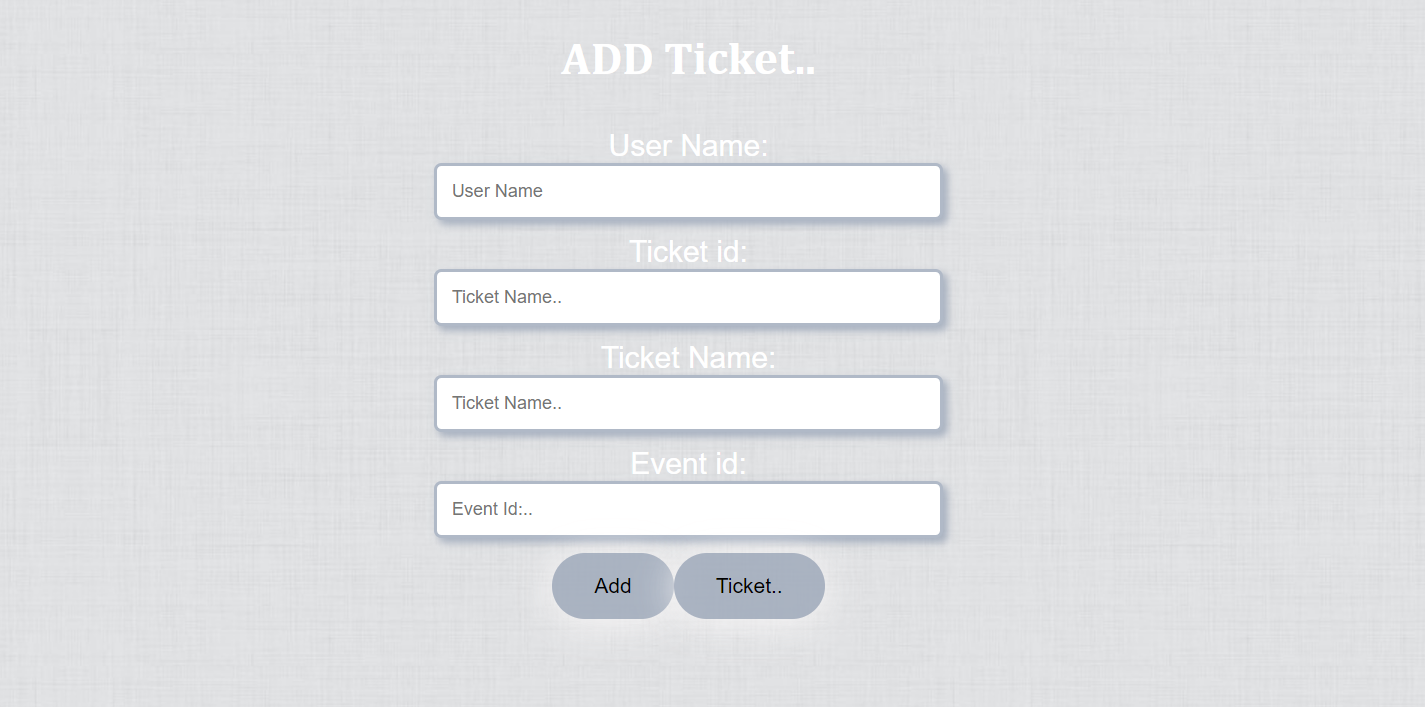 ADD Ticket..
User Name:
User Name
Ticket id:
Ticket Name..
Ticket Name:
Ticket Name..
Event id:
Event Id:..
Add Ticket..